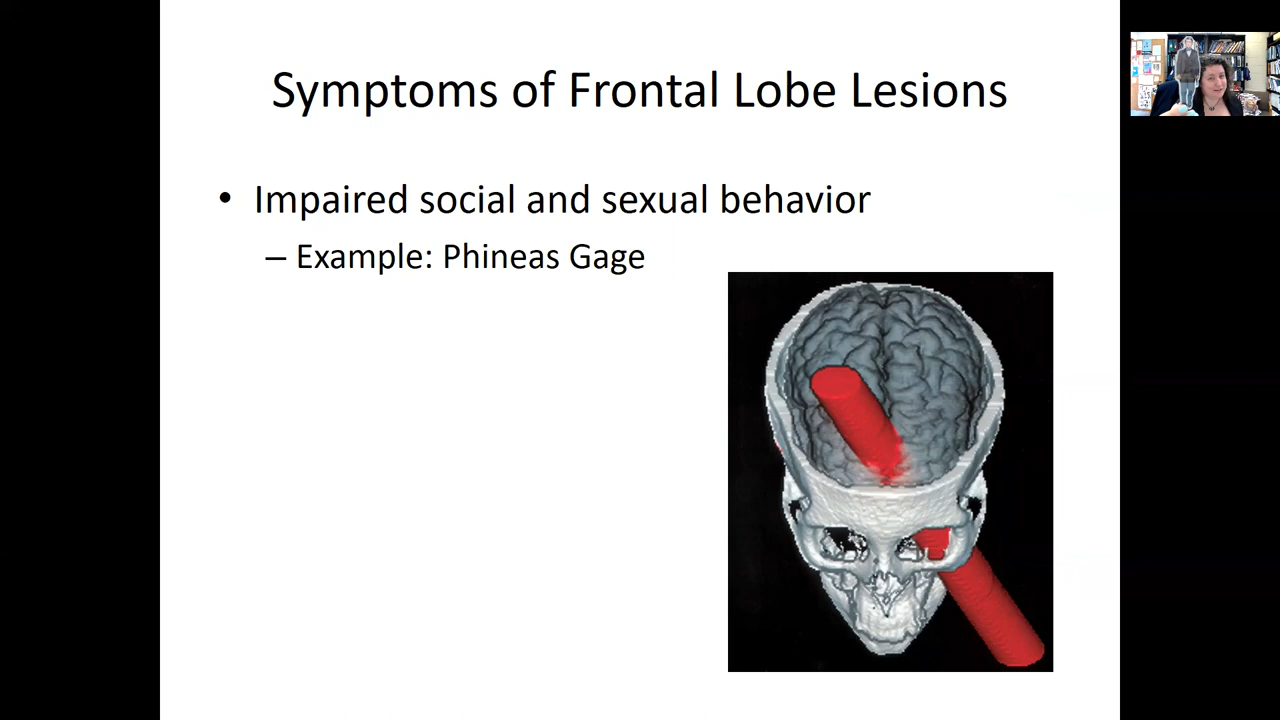 Symptoms of Frontal Lobe Lesions
• Impaired social and sexual behavior
– Example: Phineas Gage